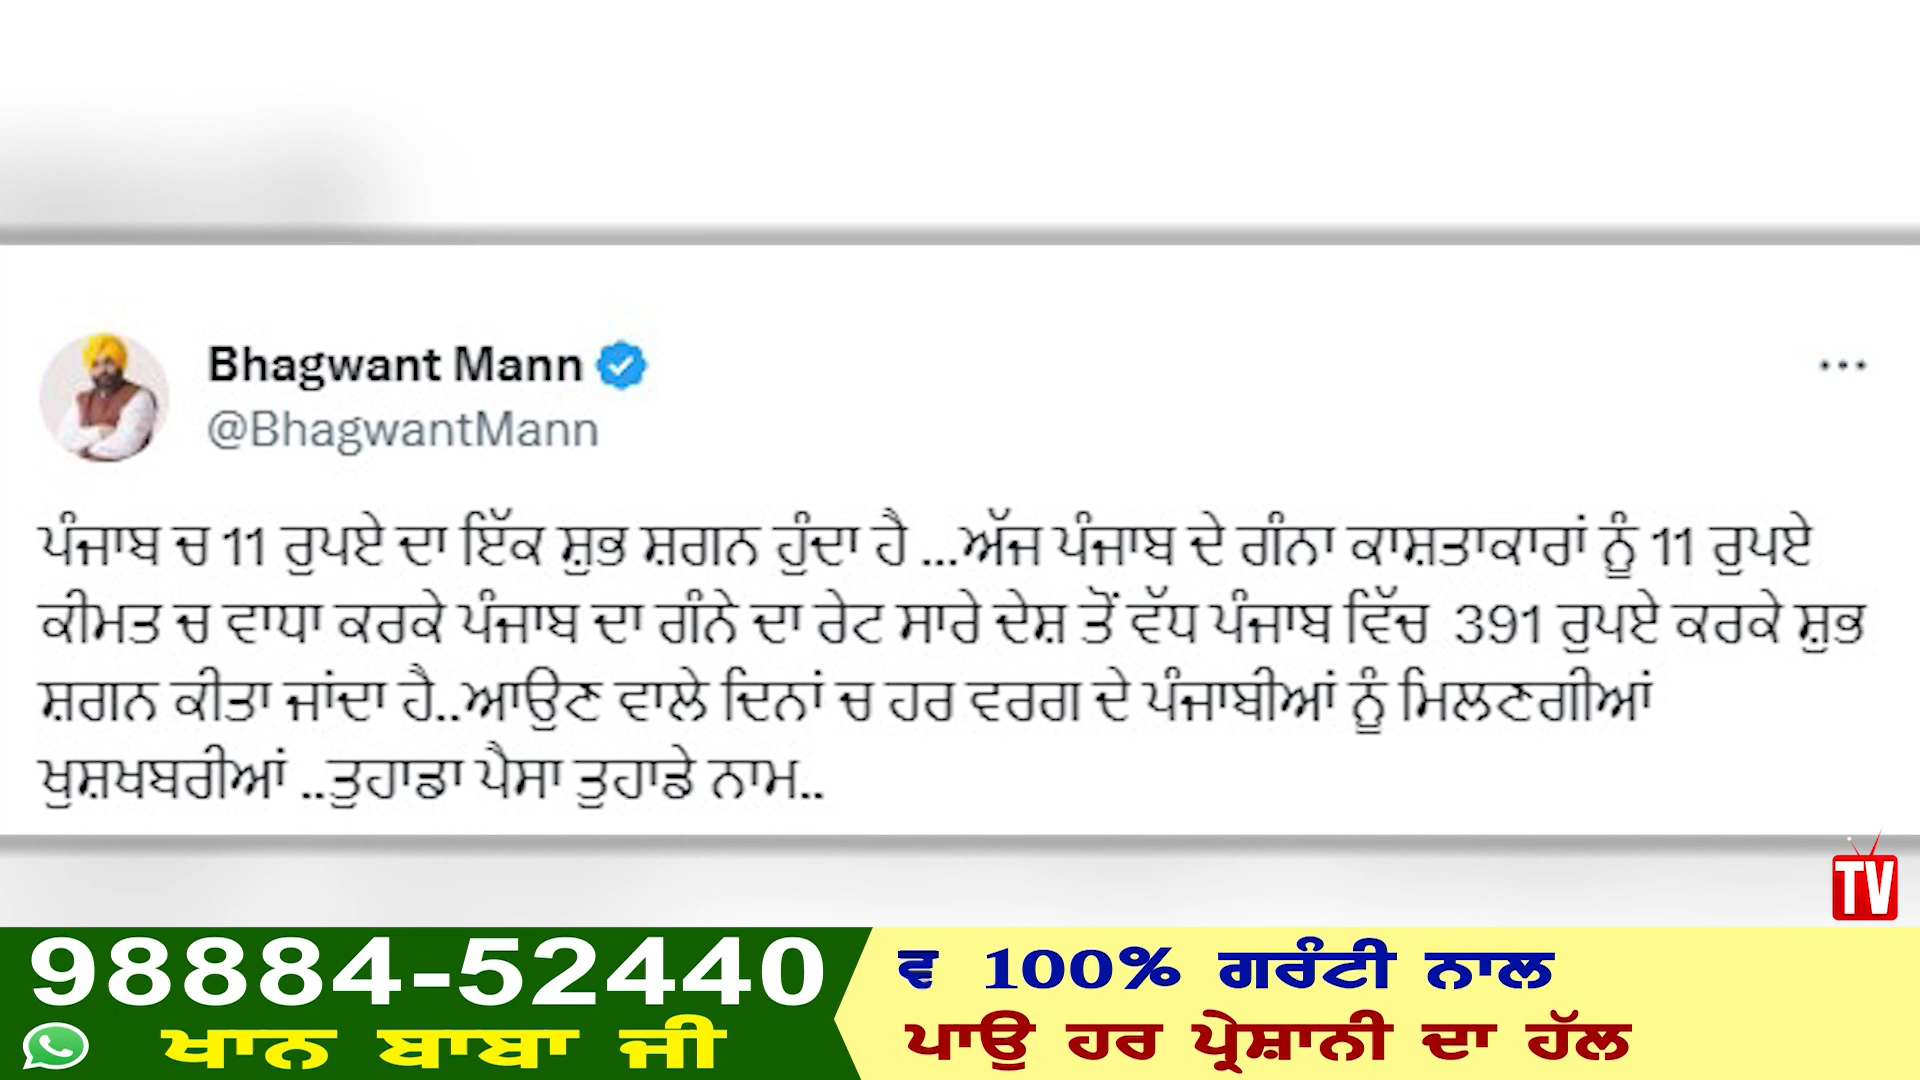 Bhagwant Mann
@BhagwantMann
ਪੰਜਾਬ ਚ 11 ਰੁਪਏ ਦਾ ਇੱਕ ਸ਼ੁਭ ਸ਼ਗਨ ਹੁੰਦਾ ਹੈ ...ਅੱਜ ਪੰਜਾਬ ਦੇ ਗੰਨਾ ਕਾਸ਼ਤਾਕਾਰਾਂ ਨੂੰ 11 ਰੁਪਏ
ਕੀਮਤ ਚ ਵਾਧਾ ਕਰਕੇ ਪੰਜਾਬ ਦਾ ਗੰਨੇ ਦਾ ਰੇਟ ਸਾਰੇ ਦੇਸ਼ ਤੋਂ ਵੱਧ ਪੰਜਾਬ ਵਿੱਚ 391 ਰੁਪਏ ਕਰਕੇ ਸ਼ੁਭ
ਸ਼ਗਨ ਕੀਤਾ ਜਾਂਦਾ ਹੈ..ਆਉਣ ਵਾਲੇ ਦਿਨਾਂ ਚ ਹਰ ਵਰਗ ਦੇ ਪੰਜਾਬੀਆਂ ਨੂੰ ਮਿਲਣਗੀਆਂ
ਖੁਸ਼ਖਬਰੀਆਂ ..ਤੁਹਾਡਾ ਪੈਸਾ ਤੁਹਾਡੇ ਨਾਮ..
TV
98884-52440
ਖਾਨ ਬਾਬਾ ਜੀ
ਵ 100% ਗਰੰਟੀ ਨਾਲ
ਪਾਉ ਹਰ ਪ੍ਰੇਸ਼ਾਨੀ ਦਾ ਹੱਲ